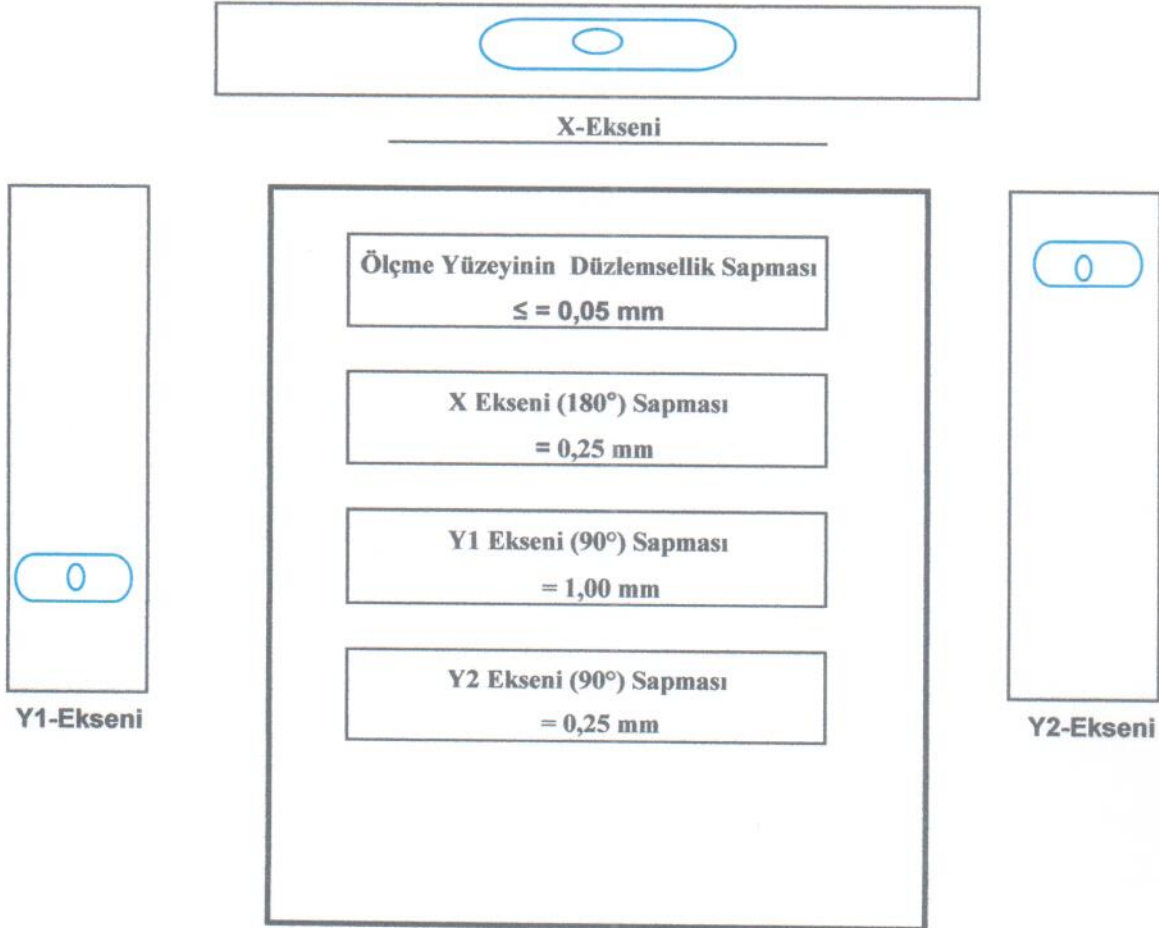 X-Ekseni
Ölçme Yüzeyinin Düzlemsellik Sapması
≤ = 0,05 mm
X Ekseni (180°) Sapması
= 0,25 mm
Y1 Ekseni (90°) Sapması
= 1,00 mm
Y2 Ekseni (90°) Sapması
= 0,25 mm
Y1-Ekseni
Y2-Ekseni